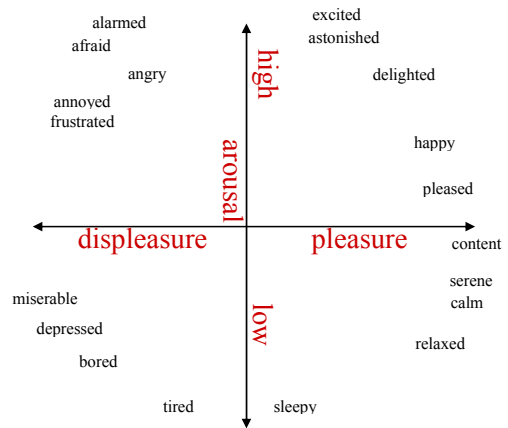 excited
alarmed
astonished
afraid
angry
delighted
high
annoyed
frustrated
happy
arousal
pleased
displeasure
pleasure
content
serene
miserable
calm
low
depressed
relaxed
bored
tired
sleepy